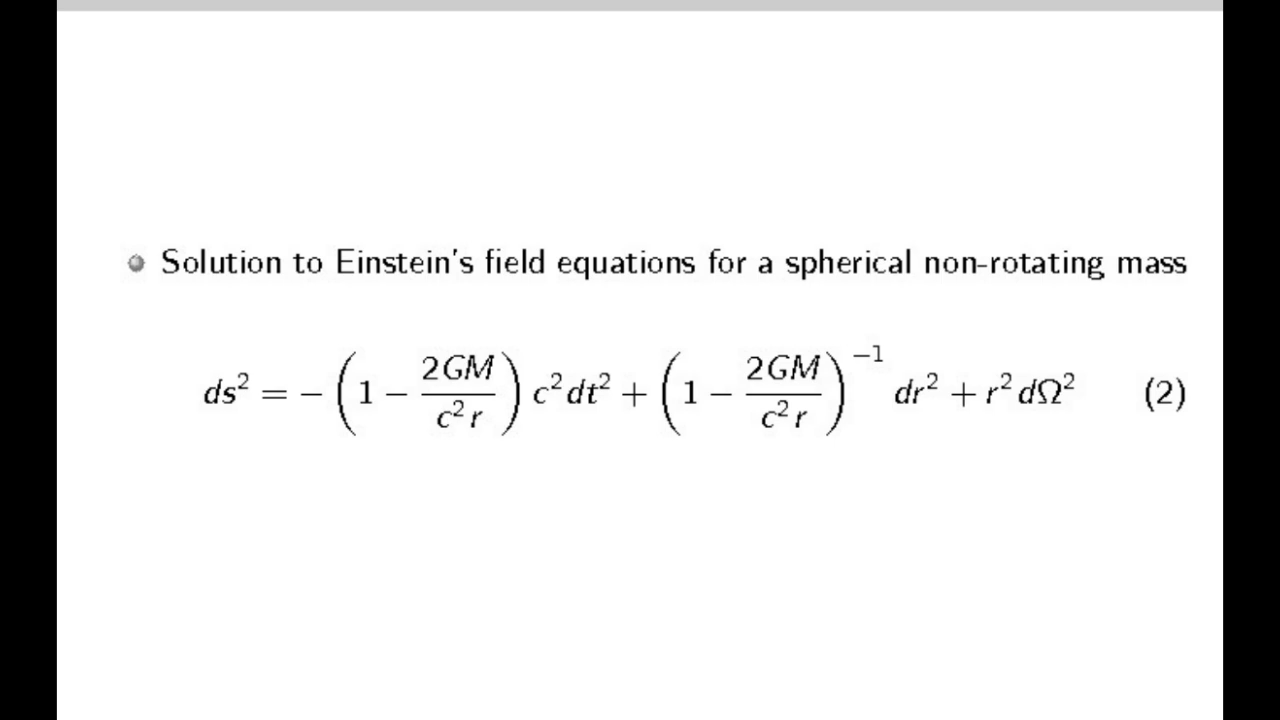 Solution to Einstein's field equations for a spherical non-rotating mass
ds² = −(1 − 2GM/c²r) c²dt² + (1 − 2GM/c²r)⁻¹ dr² + r²dΩ² (2)